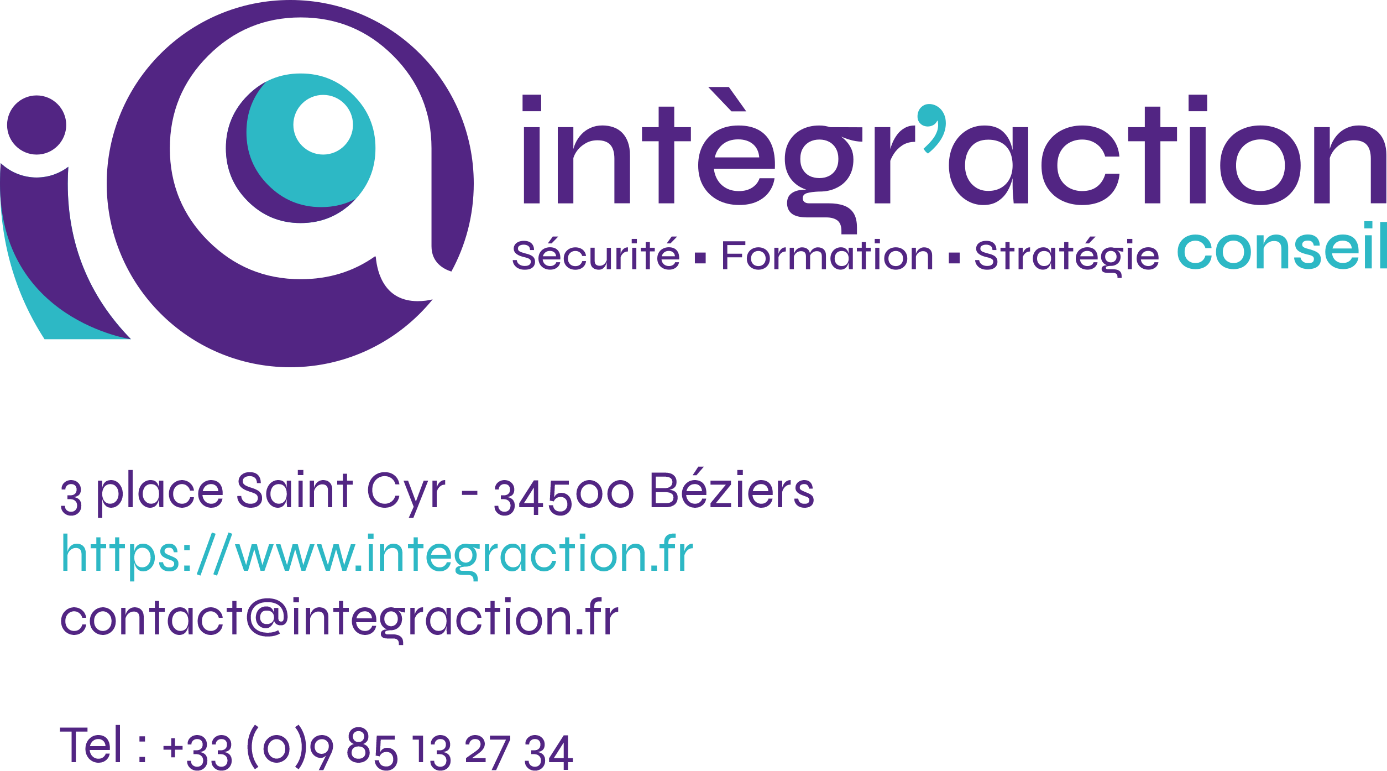 intègr'action
Sécurité ▪ Formation ▪ Stratégie conseil
3 place Saint Cyr - 34500 Béziers
https://www.integraction.fr
contact@integraction.fr
Tel : +33 (0)9 85 13 27 34